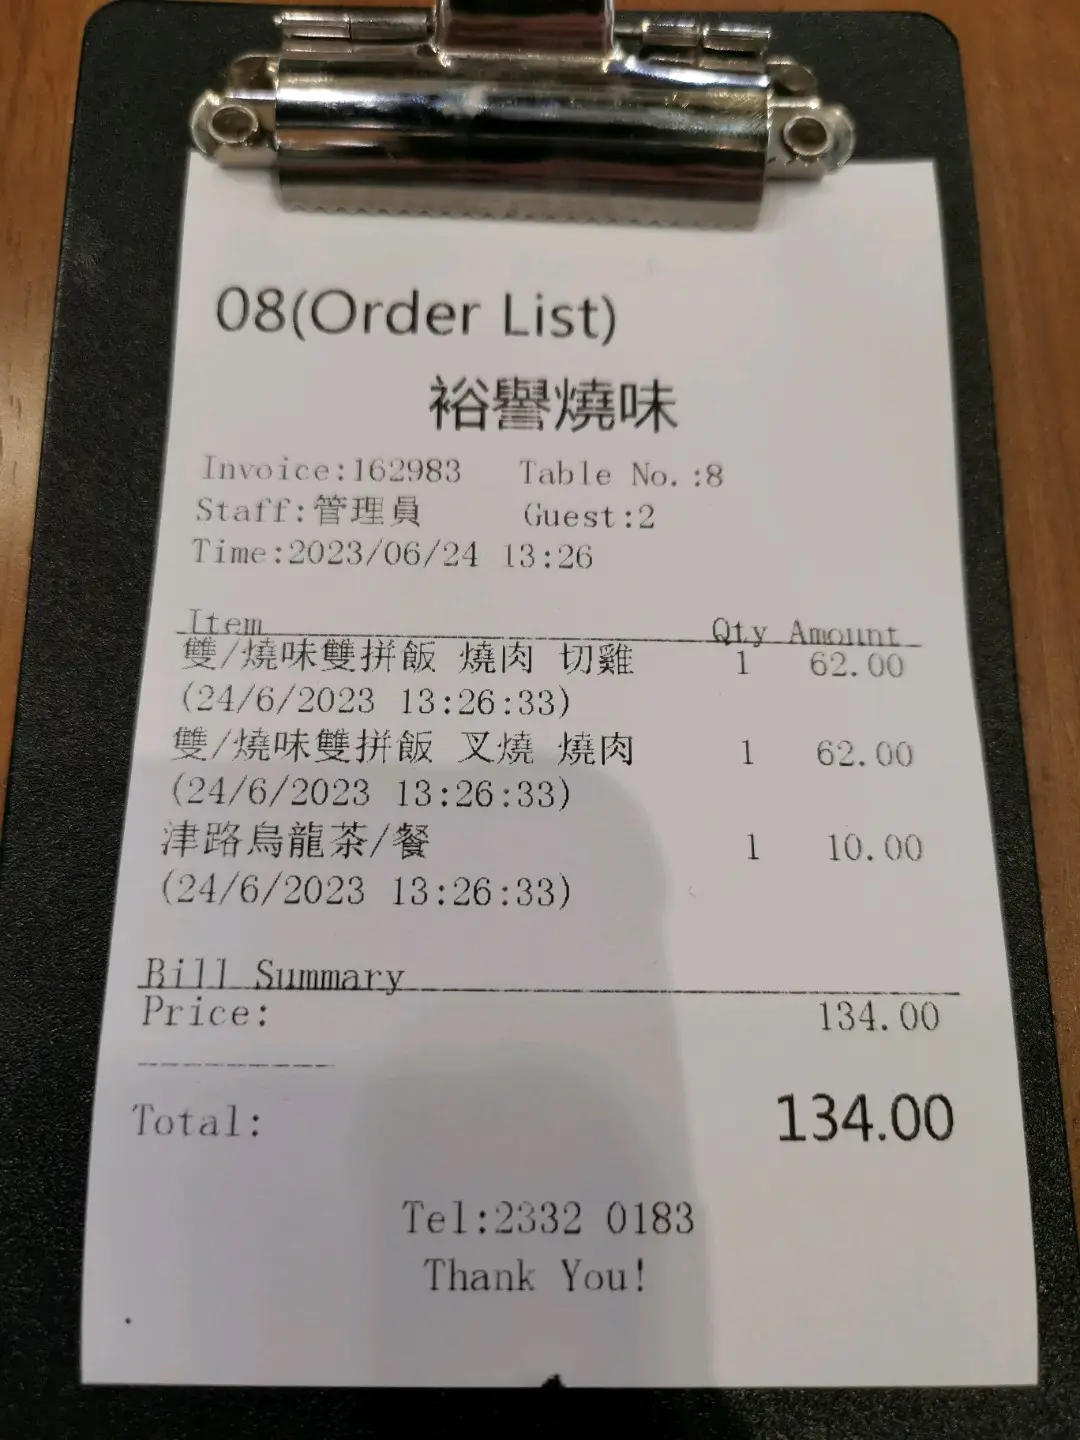 08(Order List)
裕譽燒味
Invoice:162983 Table No.:8
Staff:管理員 Guest:2
Time:2023/06/24 13:26
Item Qty Amount
雙/燒味雙拼飯 燒肉 切雞 1 62.00
(24/6/2023 13:26:33)
雙/燒味雙拼飯 叉燒 燒肉 1 62.00
(24/6/2023 13:26:33)
津路烏龍茶/餐 1 10.00
(24/6/2023 13:26:33)
Bill Summary
Price: 134.00
----------
Total: 134.00
Tel:2332 0183
Thank You!